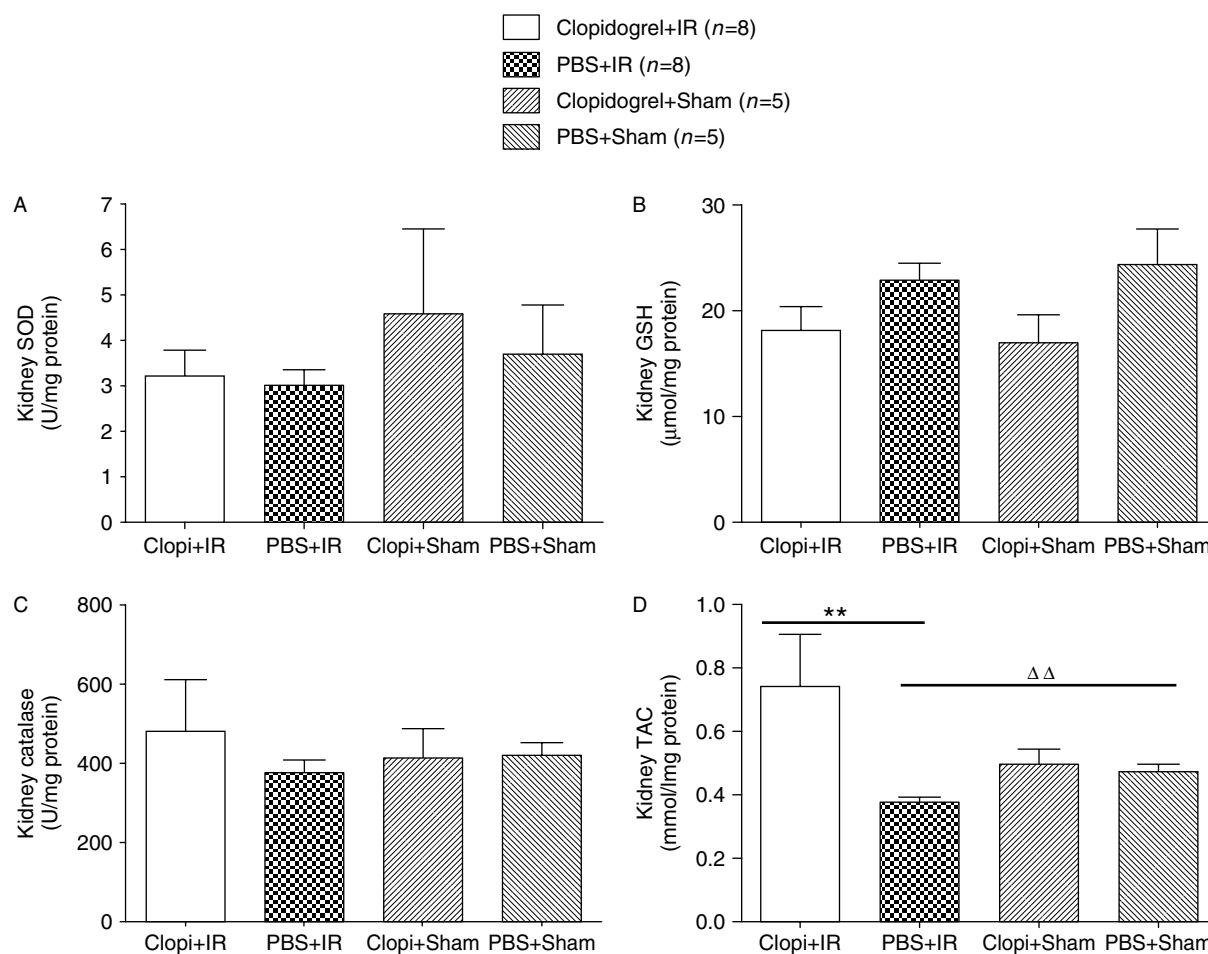 Clopidogrel+IR (n=8)
PBS+IR (n=8)
Clopidogrel+Sham (n=5)
PBS+Sham (n=5)
A
7
6
5
4
3
2
1
0
Kidney SOD
(U/mg protein)
Clopi+IR PBS+IR Clopi+Sham PBS+Sham
B
30
20
10
0
Kidney GSH
(μmol/mg protein)
Clopi+IR PBS+IR Clopi+Sham PBS+Sham
C
800
600
400
200
0
Kidney catalase
(U/mg protein)
Clopi+IR PBS+IR Clopi+Sham PBS+Sham
D
1.0
0.8
0.6
0.4
0.2
0.0
Kidney TAC
(mmol/lmg protein)
**
Δ Δ
Clopi+IR PBS+IR Clopi+Sham PBS+Sham